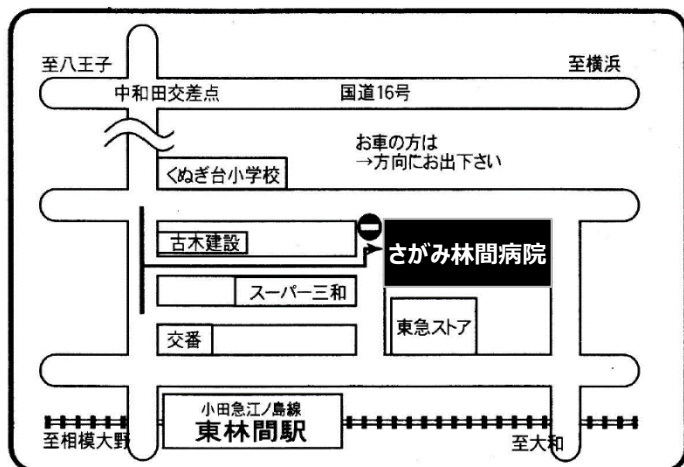 至八王子
至横浜
中和田交差点
国道16号
お車の方は
→方向にお出下さい
くぬぎ台小学校
古木建設
さがみ林間病院
スーパー三和
東急ストア
交番
小田急江ノ島線
東林間駅
至相模大野
至大和